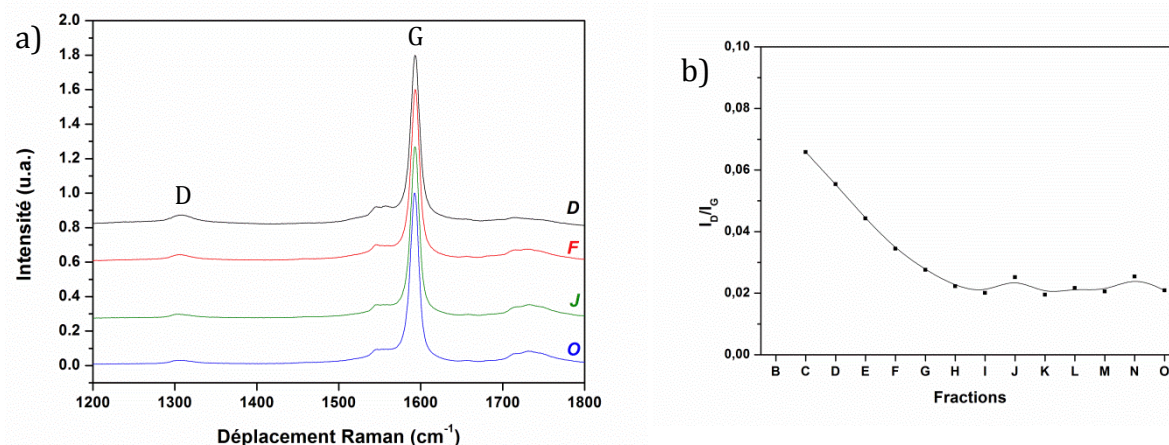 a)
Intensité (u.a.)
2.0
1.8
1.6
1.4
1.2
1.0
0.8
0.6
0.4
0.2
0.0
G
D
D
F
J
O
1200 1300 1400 1500 1600 1700 1800
Déplacement Raman (cm⁻¹)
b)
I_D/I_G
0,10
0,08
0,06
0,04
0,02
0,00
B C D E F G H I J K L M N O
Fractions